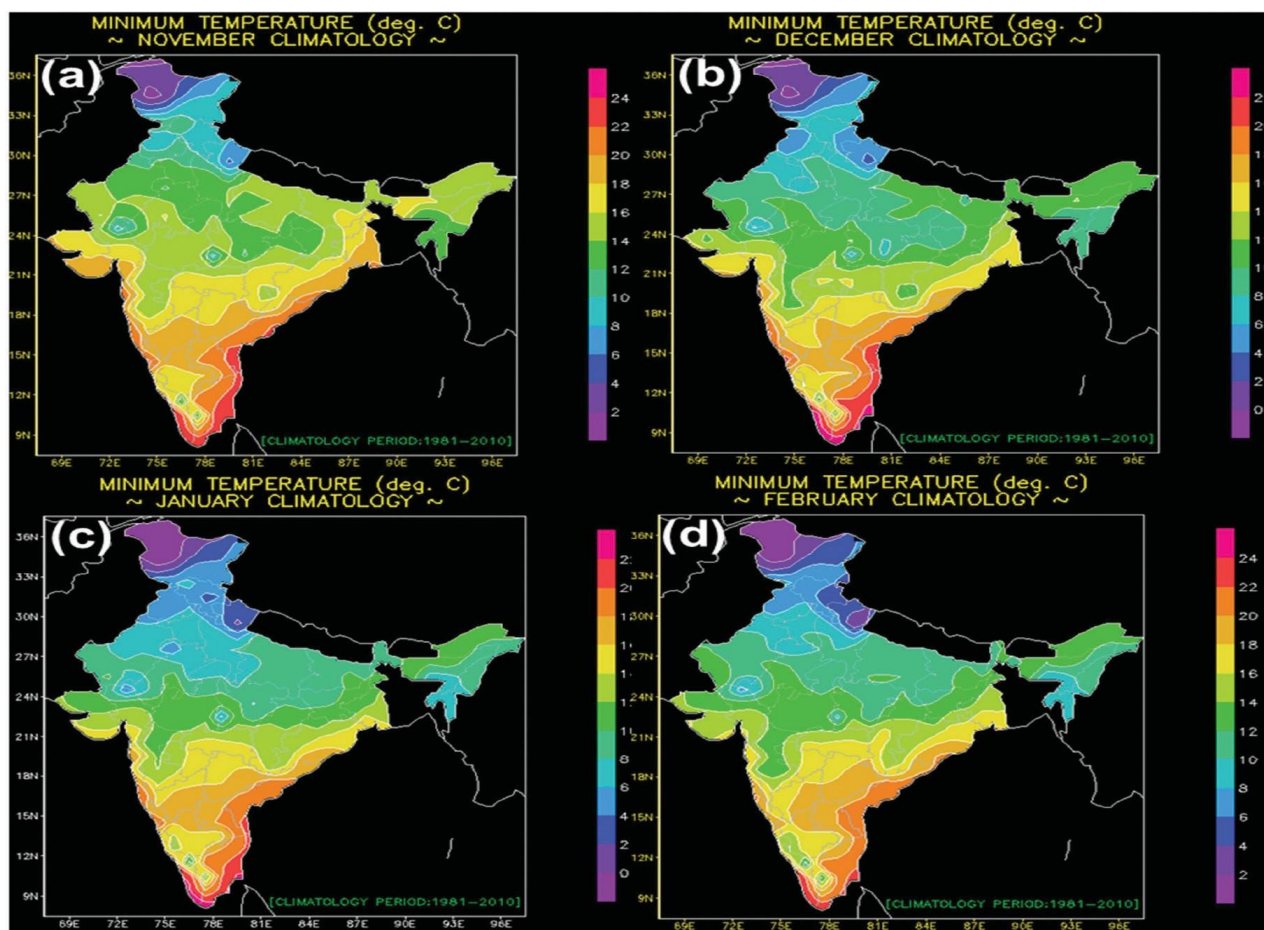 MINIMUM TEMPERATURE (deg. C)
~ NOVEMBER CLIMATOLOGY ~
(a)
36N
33N
30N
27N
24N
21N
18N
15N
12N
9N
69E 72E 75E 78E 81E 84E 87E 90E 93E 96E
24
22
20
18
16
14
12
10
8
6
4
2
[CLIMATOLOGY PERIOD:1981-2010]
MINIMUM TEMPERATURE (deg. C)
~ DECEMBER CLIMATOLOGY ~
(b)
36N
33N
30N
27N
24N
21N
18N
15N
12N
9N
69E 72E 75E 78E 81E 84E 87E 90E 93E 96E
[CLIMATOLOGY PERIOD:1981-2010]
MINIMUM TEMPERATURE (deg. C)
~ JANUARY CLIMATOLOGY ~
(c)
36N
33N
30N
27N
24N
21N
18N
15N
12N
9N
69E 72E 75E 78E 81E 84E 87E 90E 93E 96E
8
6
4
2
0
[CLIMATOLOGY PERIOD:1981-2010]
MINIMUM TEMPERATURE (deg. C)
~ FEBRUARY CLIMATOLOGY ~
(d)
36N
33N
30N
27N
24N
21N
18N
15N
12N
9N
69E 72E 75E 78E 81E 84E 87E 90E 93E 96E
24
22
20
18
16
14
12
10
8
6
4
2
[CLIMATOLOGY PERIOD:1981-2010]